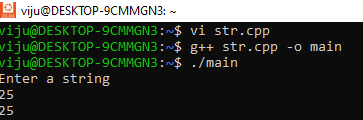 viju@DESKTOP-9CMMGN3: ~
viju@DESKTOP-9CMMGN3:~$ vi str.cpp
viju@DESKTOP-9CMMGN3:~$ g++ str.cpp -o main
viju@DESKTOP-9CMMGN3:~$ ./main
Enter a string
25
25